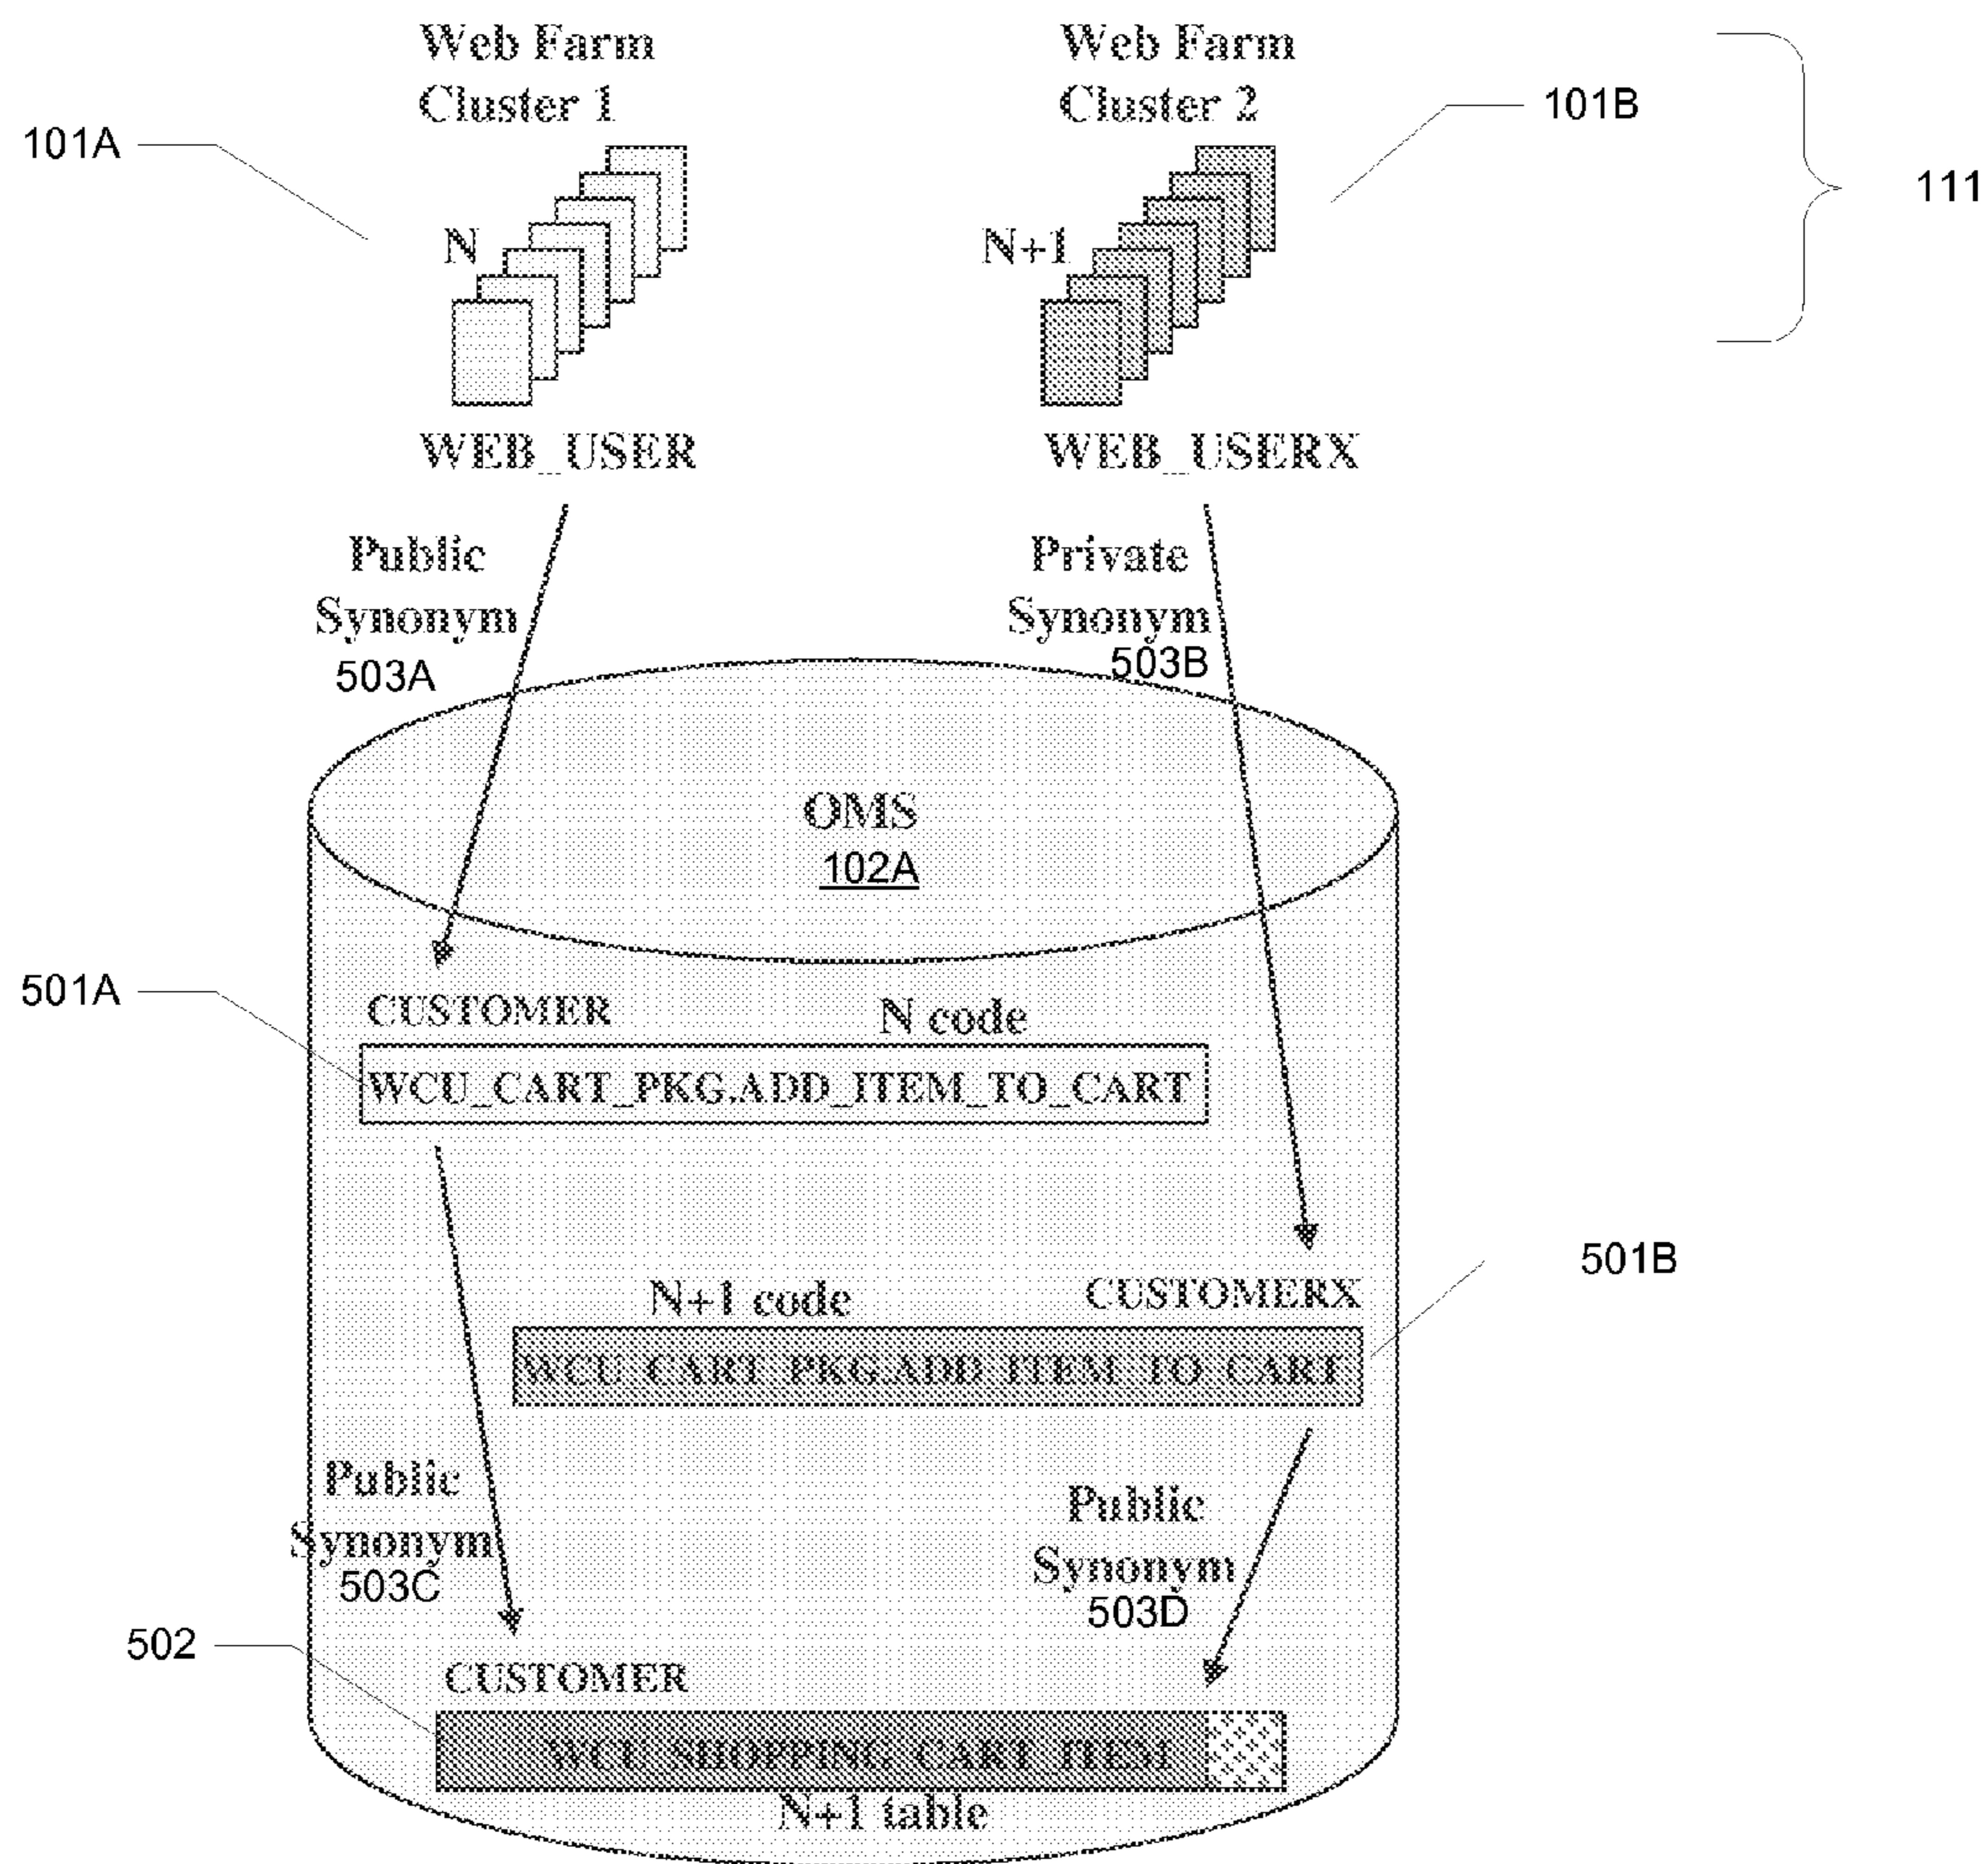 Web Farm
Cluster 1
Web Farm
Cluster 2
101A
101B
111
N
N+1
WEB_USER
WEB_USERX
Public
Synonym
503A
Private
Synonym
503B
OMS
102A
501A
CUSTOMER
N code
WCU_CART_PKG.ADD_ITEM_TO_CART
501B
N+1 code
CUSTOMERX
WCU_CART_PKG.ADD_ITEM_TO_CART
Public
Synonym
503C
Public
Synonym
503D
502
CUSTOMER
WCU_SHOPPING_CART_ITEM
N+1 table